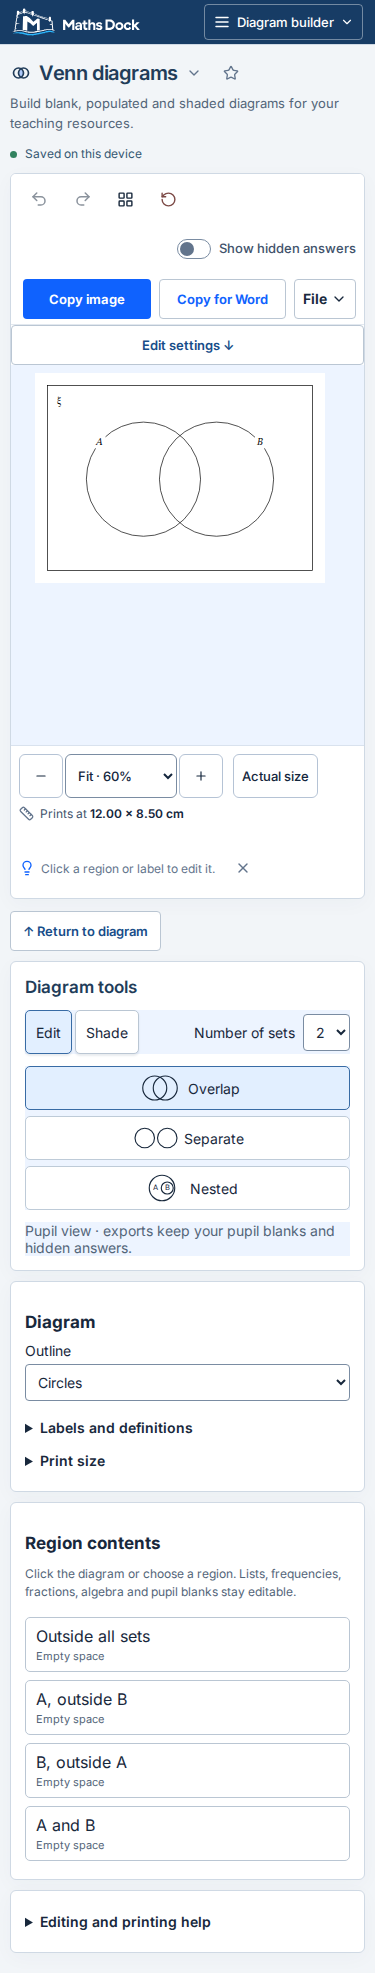 Maths Dock
Diagram builder
Venn diagrams
Build blank, populated and shaded diagrams for your
teaching resources.
Saved on this device
Show hidden answers
Copy image
Copy for Word
File
Edit settings ↓
ξ
A
B
−
Fit · 60%
+
Actual size
Prints at 12.00 × 8.50 cm
Click a region or label to edit it.
↑ Return to diagram
Diagram tools
Edit
Shade
Number of sets
2
Overlap
Separate
A B
Nested
Pupil view · exports keep your pupil blanks and
hidden answers.
Diagram
Outline
Circles
Labels and definitions
Print size
Region contents
Click the diagram or choose a region. Lists, frequencies,
fractions, algebra and pupil blanks stay editable.
Outside all sets
Empty space
A, outside B
Empty space
B, outside A
Empty space
A and B
Empty space
Editing and printing help